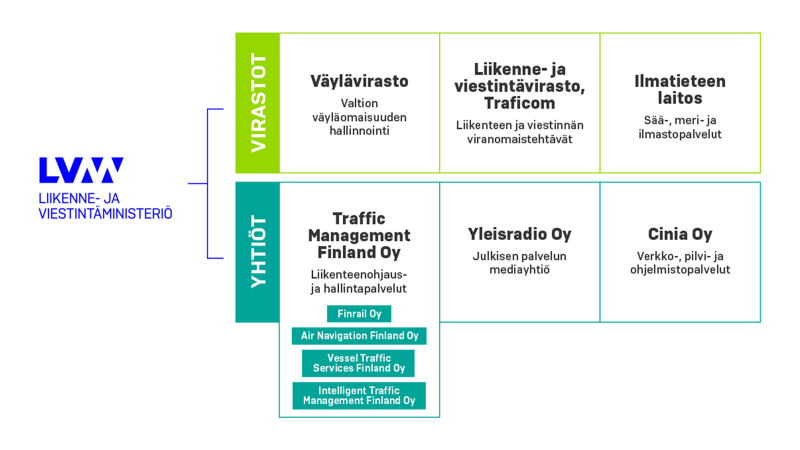 LVM
LIIKENNE- JA
VIESTINTÄMINISTERIÖ
VIRASTOT
Väylävirasto
Valtion
väyläomaisuuden
hallinnointi
Liikenne- ja
viestintävirasto,
Traficom
Liikenteen ja viestinnän
viranomaistehtävät
Ilmatieteen
laitos
Sää-, meri- ja
ilmastopalvelut
YHTIÖT
Traffic
Management
Finland Oy
Liikenteenohjaus-
ja hallintapalvelut
Finrail Oy
Air Navigation Finland Oy
Vessel Traffic
Services Finland Oy
Intelligent Traffic
Management Finland Oy
Yleisradio Oy
Julkisen palvelun
mediayhtiö
Cinia Oy
Verkko-, pilvi- ja
ohjelmistopalvelut